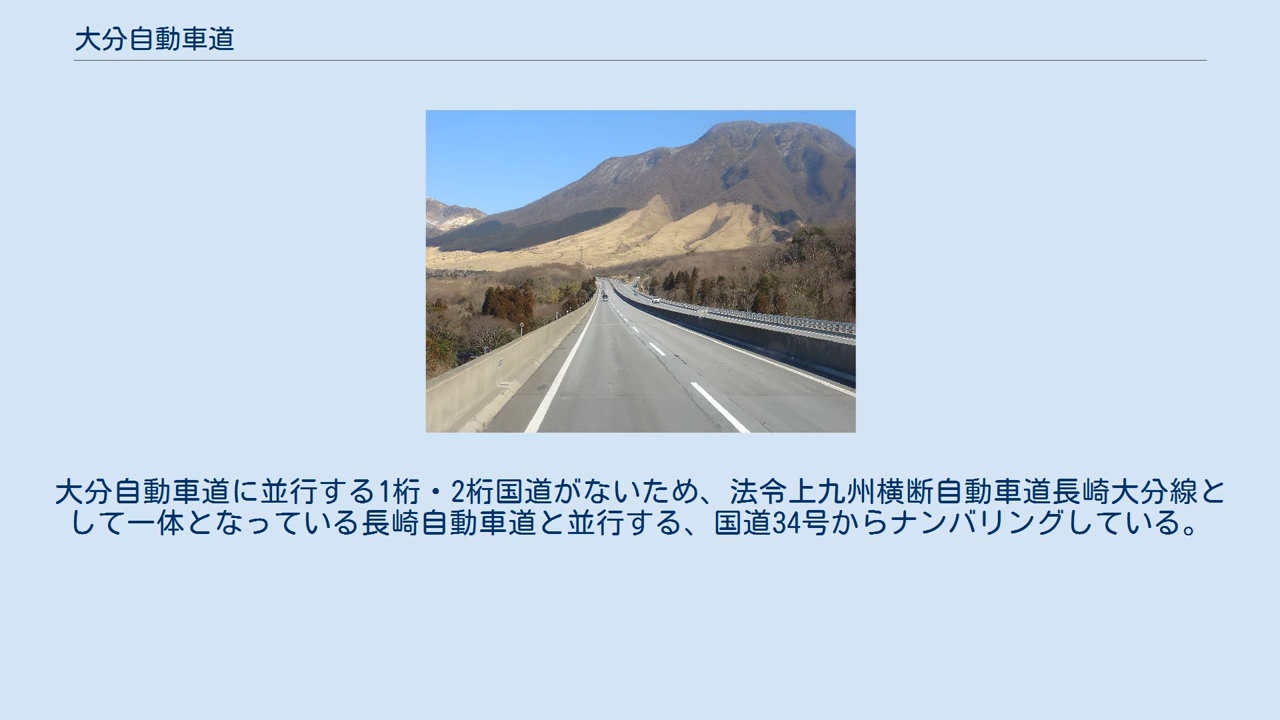 大分自動車道
大分自動車道に並行する1桁・2桁国道がないため、法令上九州横断自動車道長崎大分線と
して一体となっている長崎自動車道と並行する、国道34号からナンバリングしている。